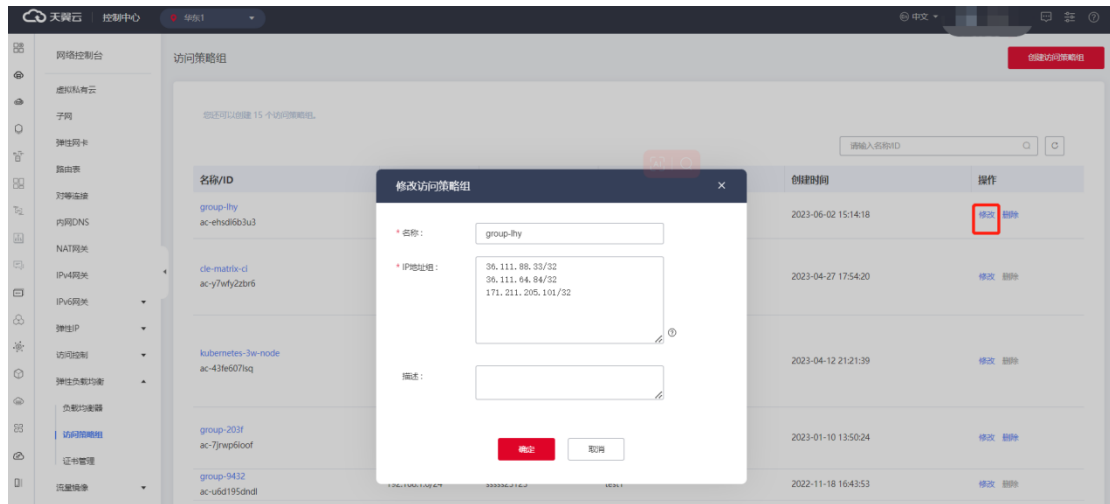 天翼云 控制中心 华东1 中文
网络控制台
虚拟私有云
子网
弹性网卡
路由表
对等连接
内网DNS
NAT网关
IPv4网关
IPv6网关
弹性IP
访问控制
弹性负载均衡
负载均衡器
访问策略组
证书管理
流量镜像
访问策略组 创建访问策略组
您还可以创建 15 个访问策略组。
请输入名称/ID
名称/ID 创建时间 操作
group-lhy
ac-ehsdi6b3u3 2023-06-02 15:14:18 修改 删除
cle-matrix-ci
ac-y7wfy2zbr6 2023-04-27 17:54:20 修改 删除
kubernetes-3w-node
ac-43fe607lsq 2023-04-12 21:21:39 修改 删除
group-203f
ac-7jrwp6loof 2023-01-10 13:50:24 修改 删除
group-9432
ac-u6d195dndl 2022-11-18 16:43:53 修改 删除
修改访问策略组
* 名称： group-lhy
* IP地址组： 36.111.88.33/32
36.111.64.84/32
171.211.205.101/32
描述：
确定 取消